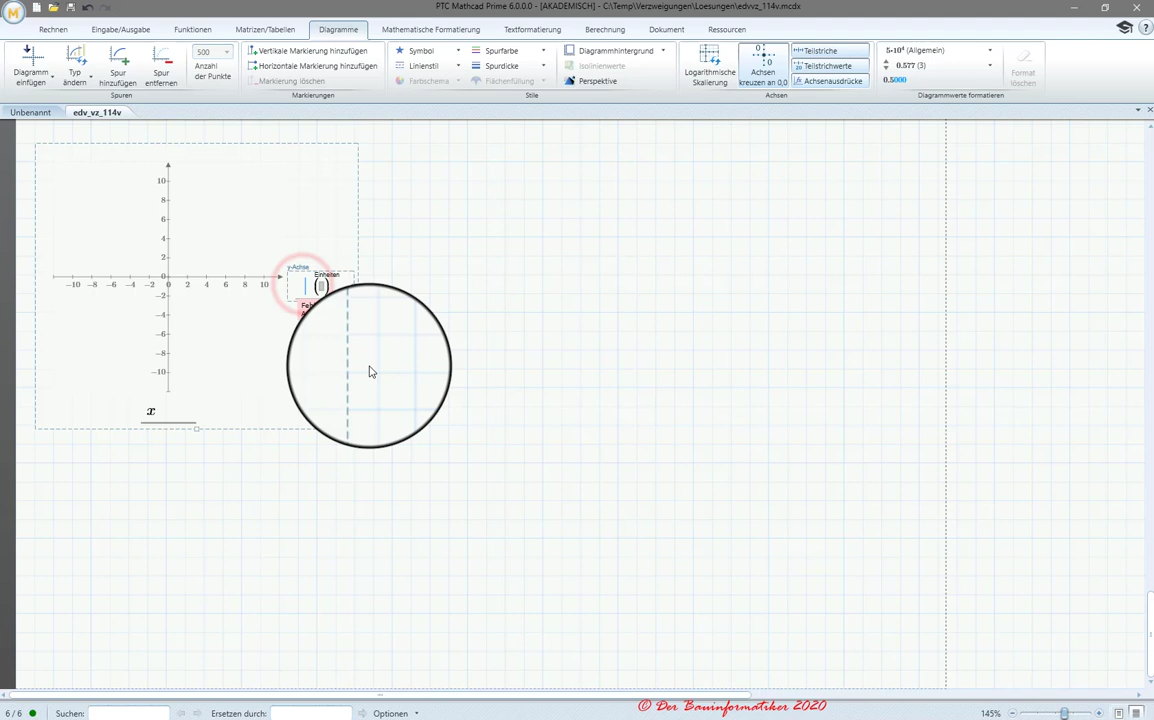 PTC Mathcad Prime 6.0.0.0 - [AKADEMISCH] C:\Temp\Verzweigungen\Loesungen\edvvz_114v.mcdx
Rechnen Eingabe/Ausgabe Funktionen Matrizen/Tabellen Diagramme Mathematische Formatierung Textformatierung Berechnung Dokument Ressourcen
Diagramm einfügen
Typ ändern
Spur hinzufügen
Spur entfernen
500
Anzahl der Punkte
Spuren
Vertikale Markierung hinzufügen
Horizontale Markierung hinzufügen
Markierung löschen
Markierungen
Symbol
Linienstil
Farbschema
Spurfarbe
Spurdicke
Flächenfüllung
Diagrammhintergrund
Isolinienwerte
Perspektive
Stile
Logarithmische Skalierung
Achsen kreuzen an 0,0
Teilstriche
Teilstrichwerte
Achsenausdrücke
Achsen
5·10⁴ (Allgemein)
0.577 (3)
0.5000
Format löschen
Diagrammwerte formatieren
Unbenannt
edv_vz_114v
10
8
6
4
2
0
−2
−4
−6
−8
−10
−10 −8 −6 −4 −2 0 2 4 6 8 10
y-Achse
Einheiten
x
6 / 6
Suchen:
Ersetzen durch:
Optionen
© Der Bauinformatiker 2020
145%